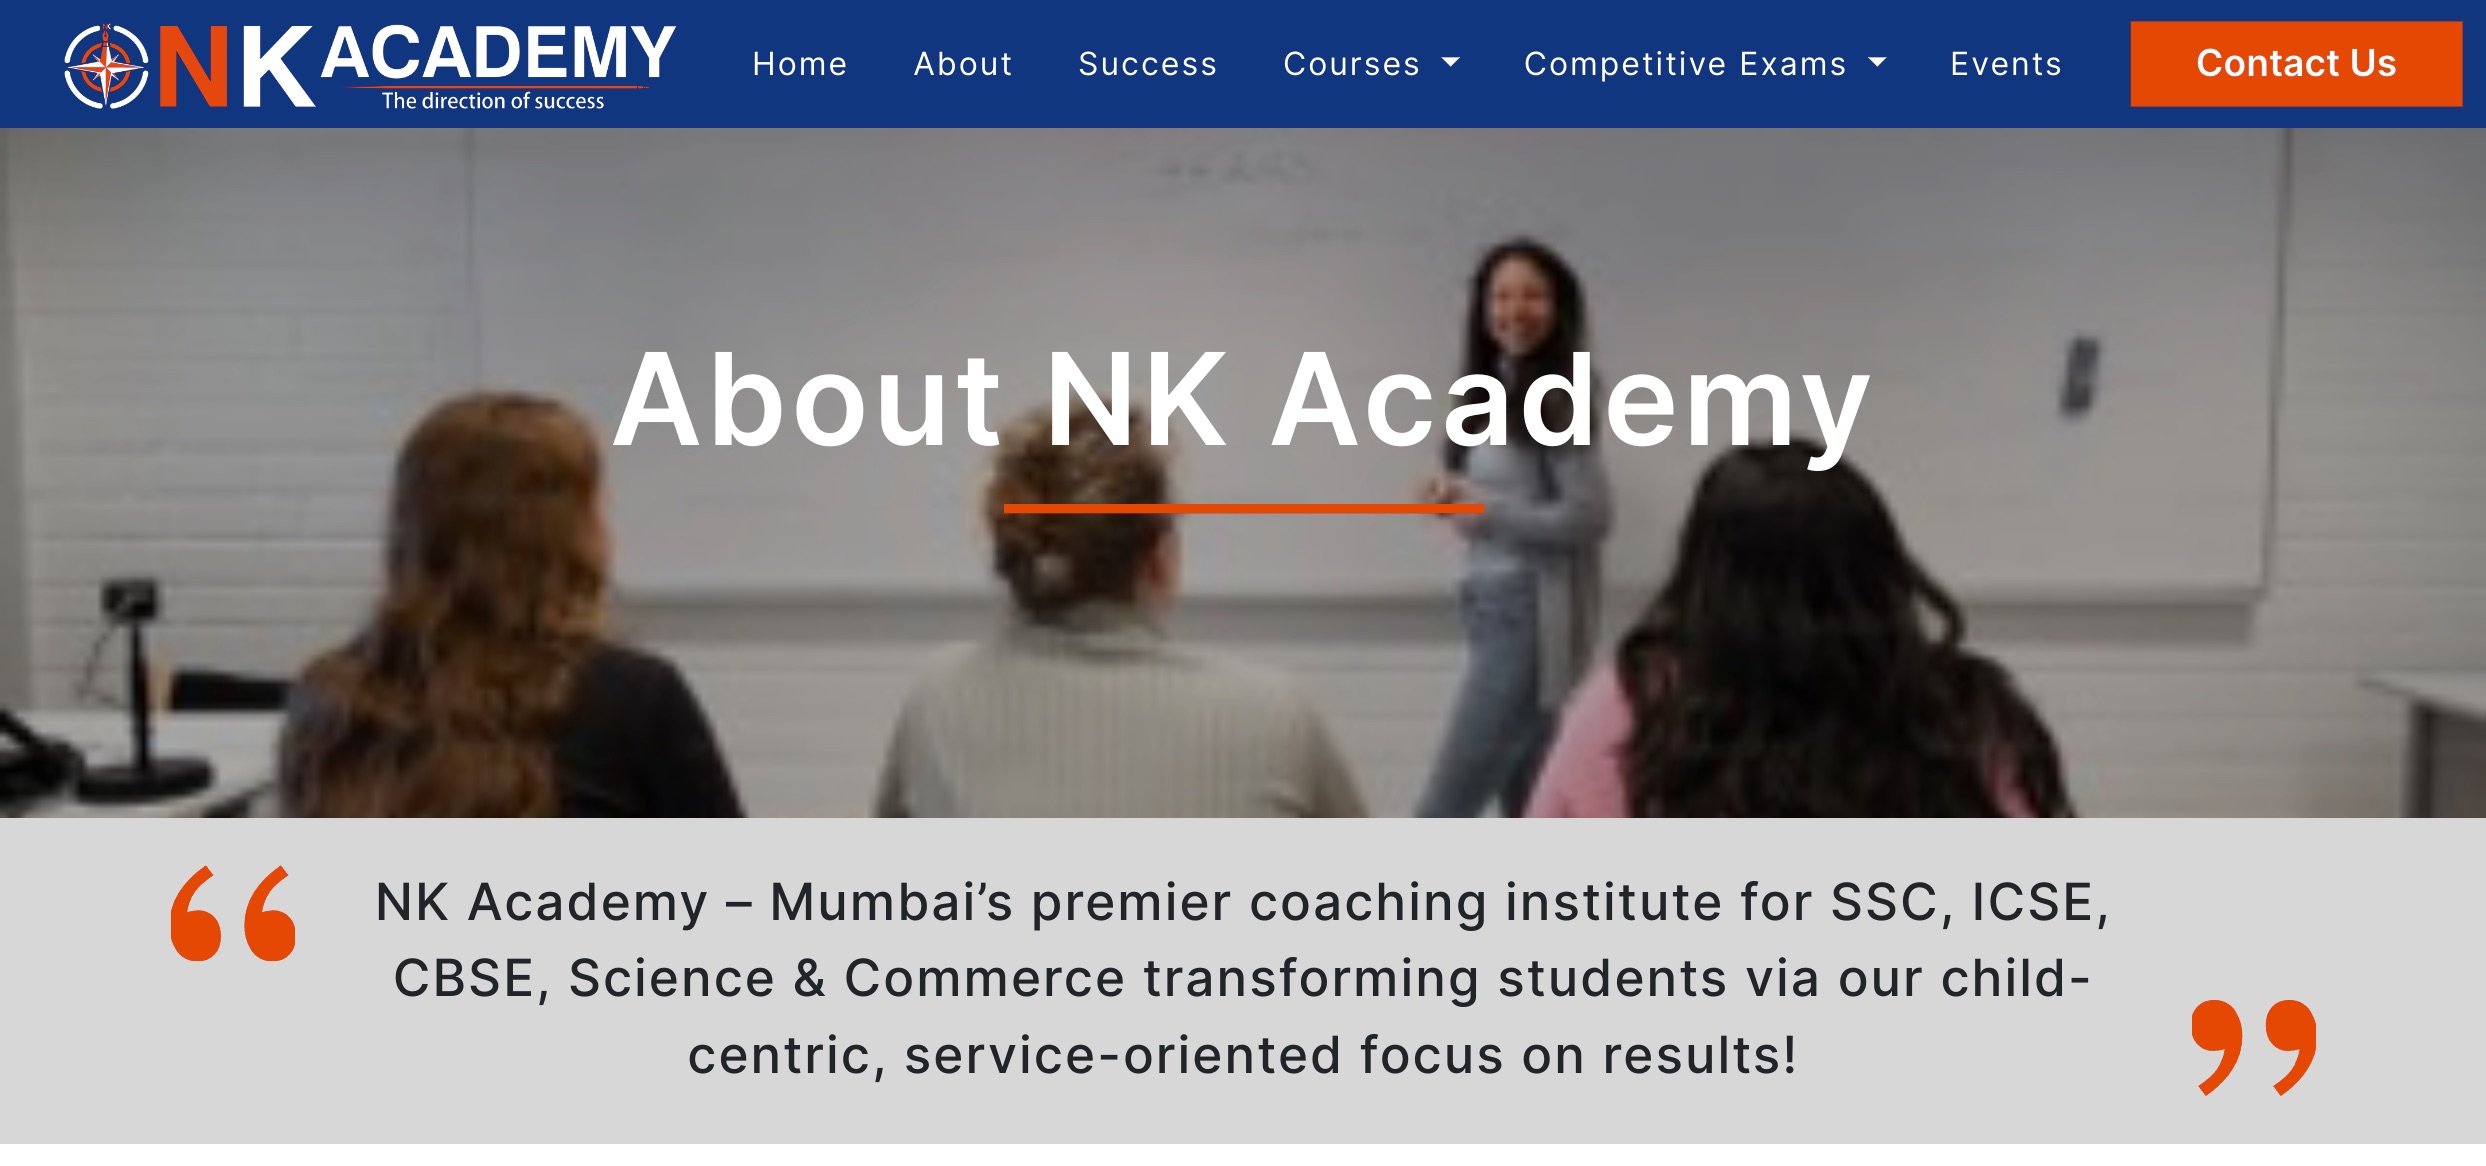 NK ACADEMY
The direction of success
Home About Success Courses Competitive Exams Events Contact Us
About NK Academy
“ NK Academy – Mumbai’s premier coaching institute for SSC, ICSE,
CBSE, Science & Commerce transforming students via our child-
centric, service-oriented focus on results! ”